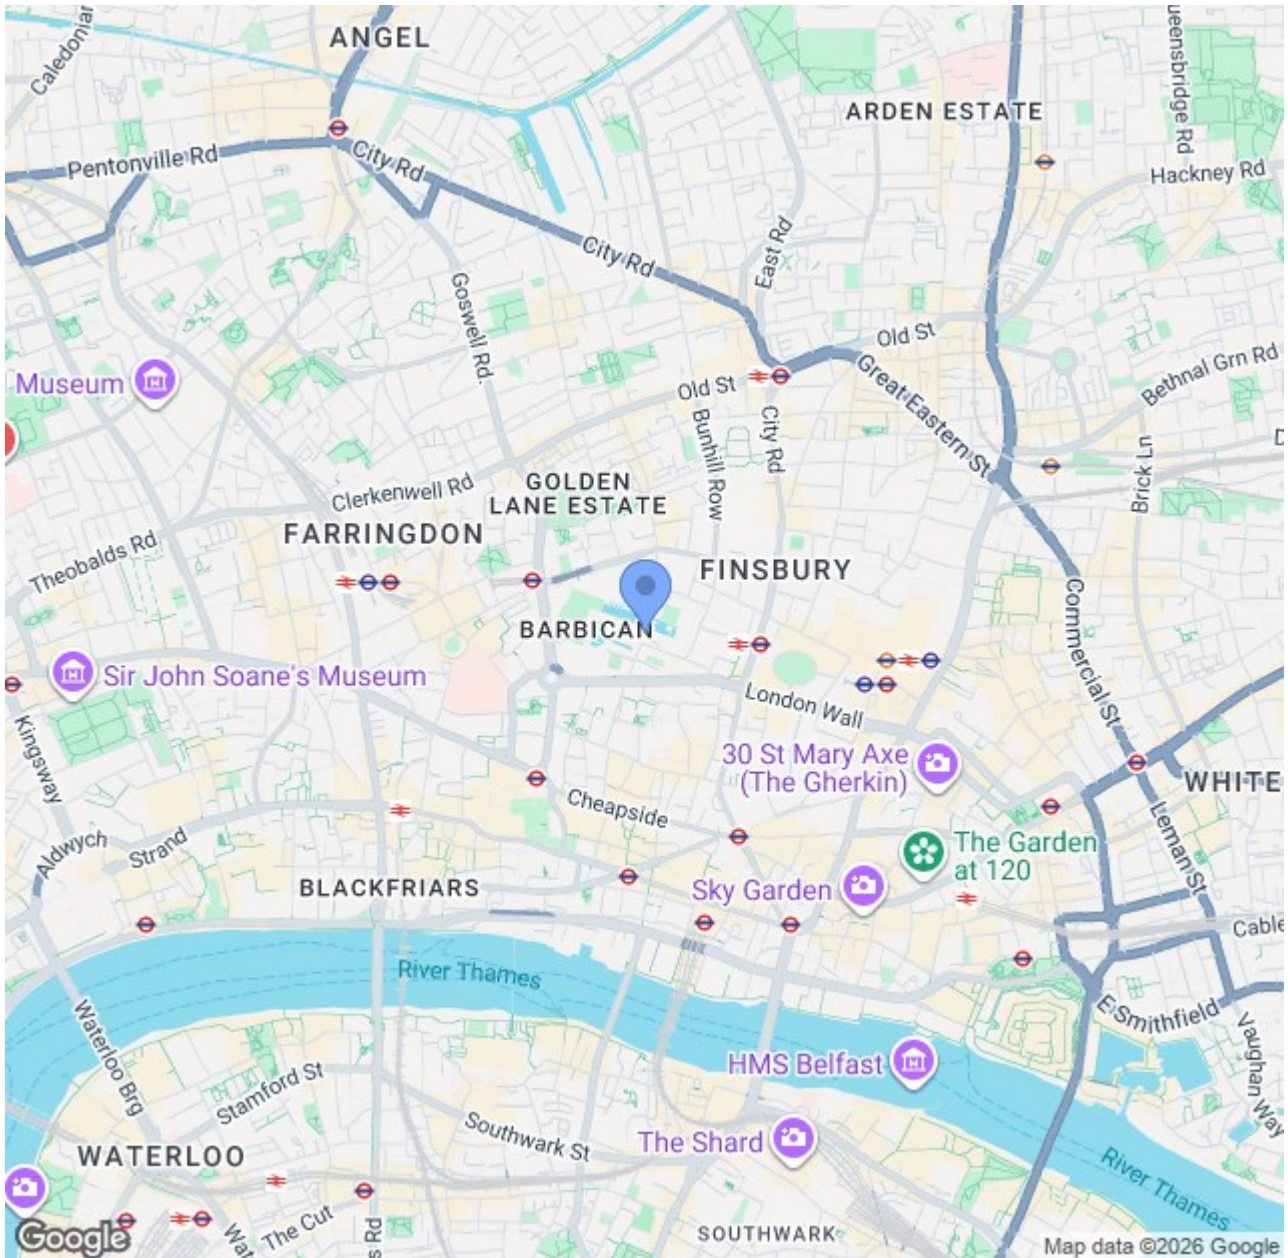 ANGEL
Caledonian
Queensbridge Rd
ARDEN ESTATE
Pentonville Rd
City Rd
Hackney Rd
City Rd
East Rd
Goswell Rd.
Old St
Museum
Old St
Great Eastern St
Bethnal Grn Rd
Bunhill Row
City Rd
Brick Ln
GOLDEN
LANE ESTATE
Clerkenwell Rd
FARRINGDON
Theobalds Rd
FINSBURY
BARBICAN
Commercial St
Sir John Soane's Museum
Kingsway
London Wall
30 St Mary Axe
(The Gherkin)
WHITE
Cheapside
Leman St
Aldwych
Strand
The Garden
at 120
BLACKFRIARS
Sky Garden
Cable
River Thames
E Smithfield
Waterloo Brg
Vaughan Way
HMS Belfast
Stamford St
Southwark St
The Shard
WATERLOO
River Thames
The Cut
s Rd
SOUTHWARK
Google
Map data ©2026 Google